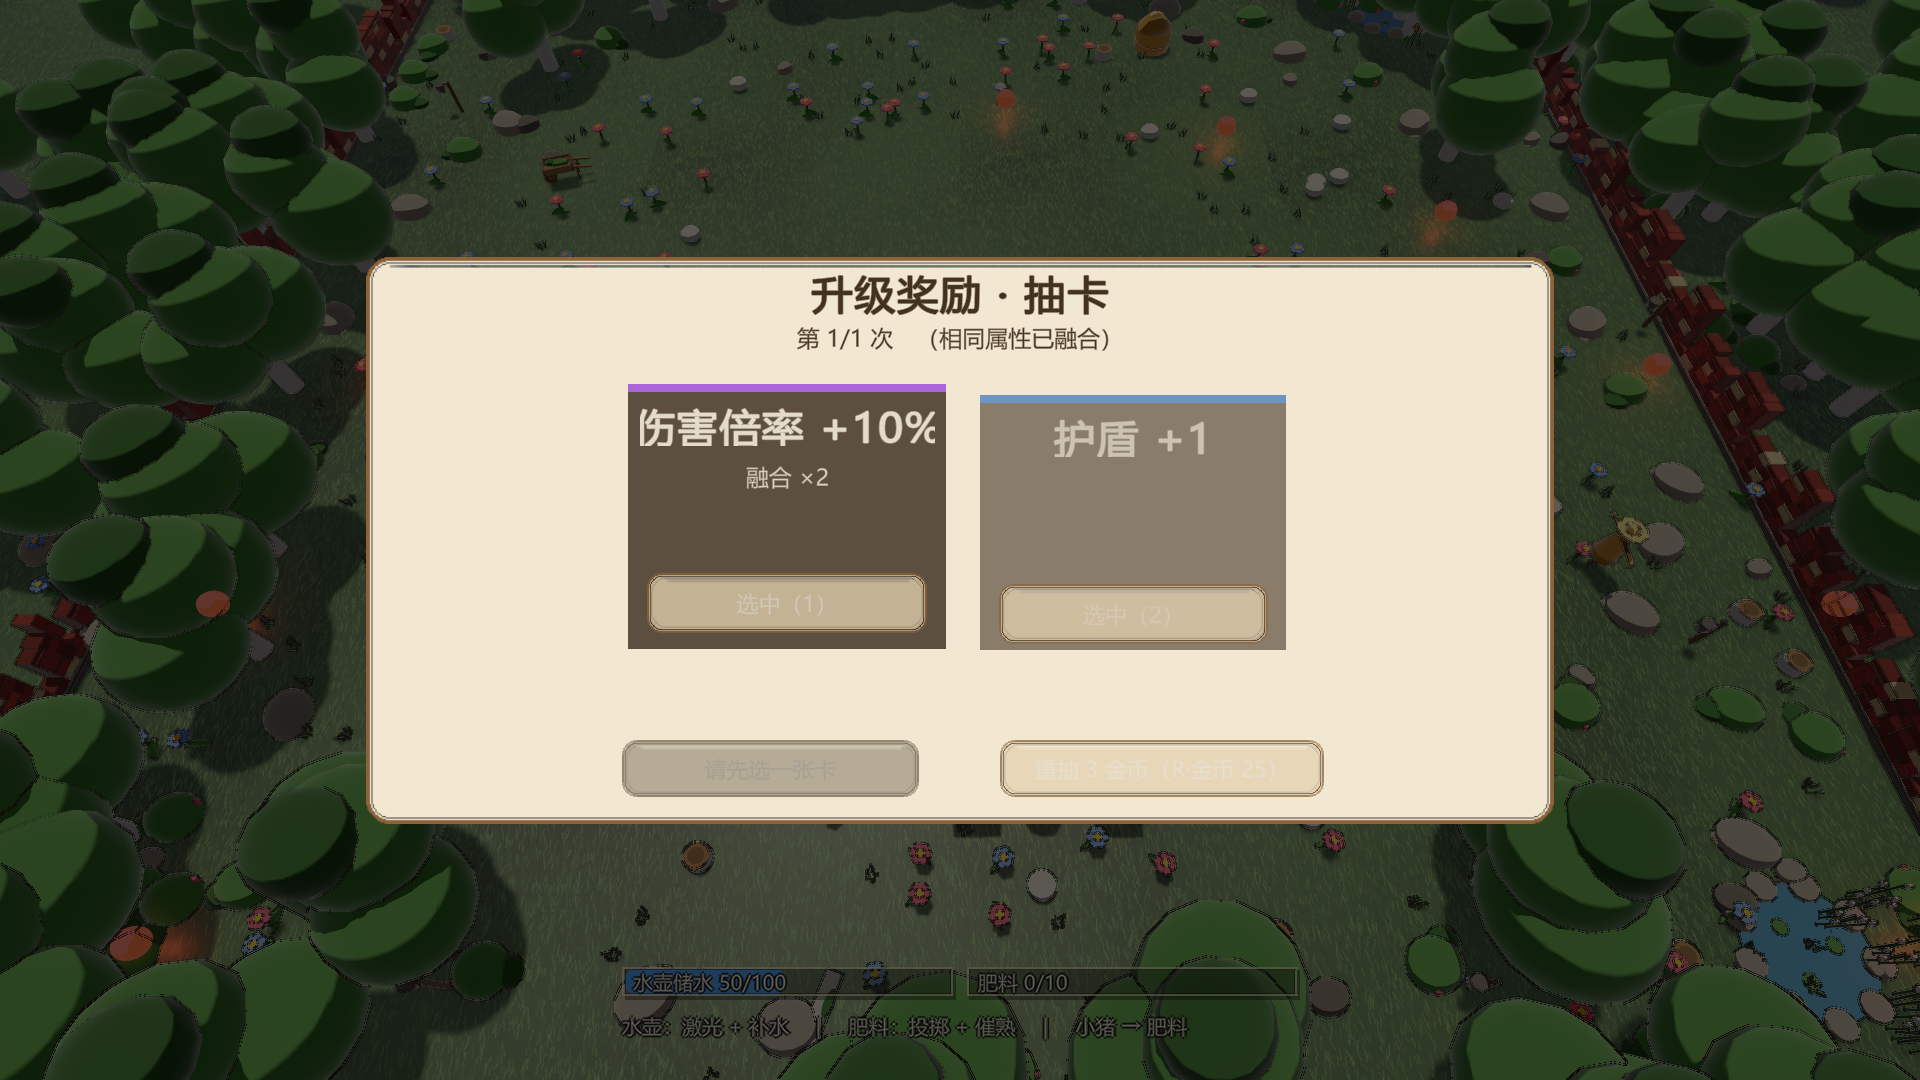 升级奖励 · 抽卡
第 1/1 次 （相同属性已融合）
伤害倍率 +10%
融合 ×2
选中（1）
护盾 +1
选中（2）
请先选一张卡
重抽 3 金币（R·金币 25）
水壶储水 50/100
肥料 0/10
水壶：激光 + 补水 | 肥料：投掷 + 催熟 | 小猪 → 肥料